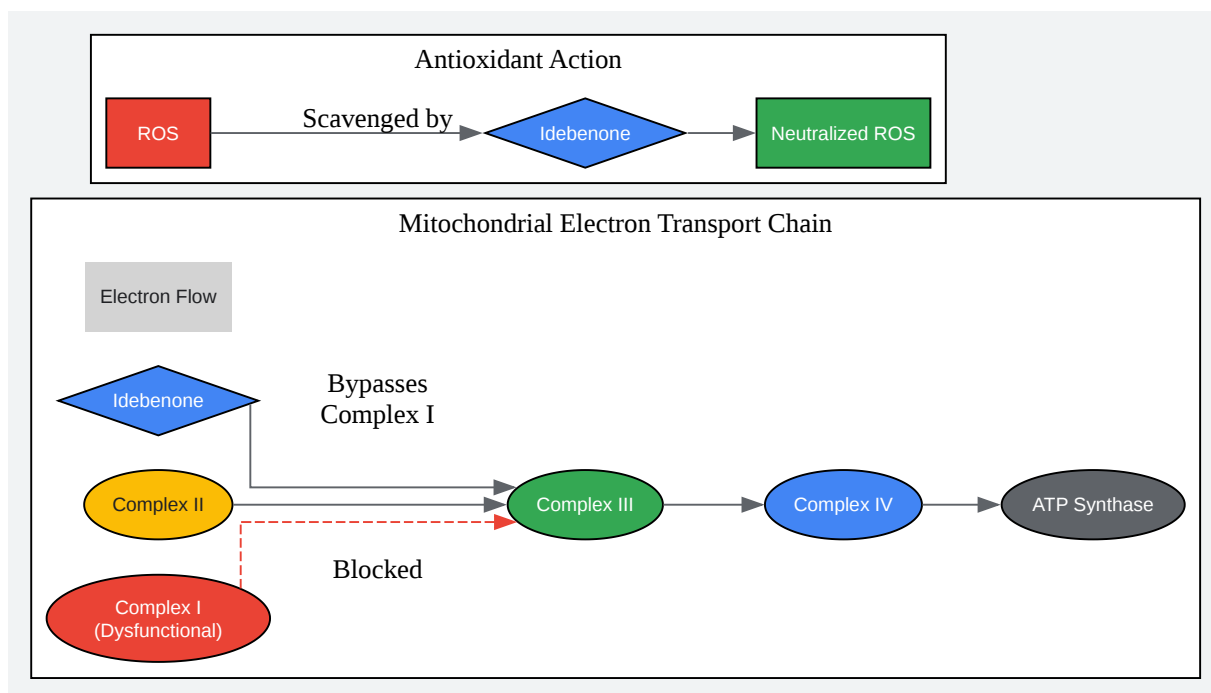 Antioxidant Action
ROS
Scavenged by
Idebenone
Neutralized ROS
Mitochondrial Electron Transport Chain
Electron Flow
Idebenone
Bypasses
Complex I
Complex II
Complex III
Complex IV
ATP Synthase
Blocked
Complex I
(Dysfunctional)